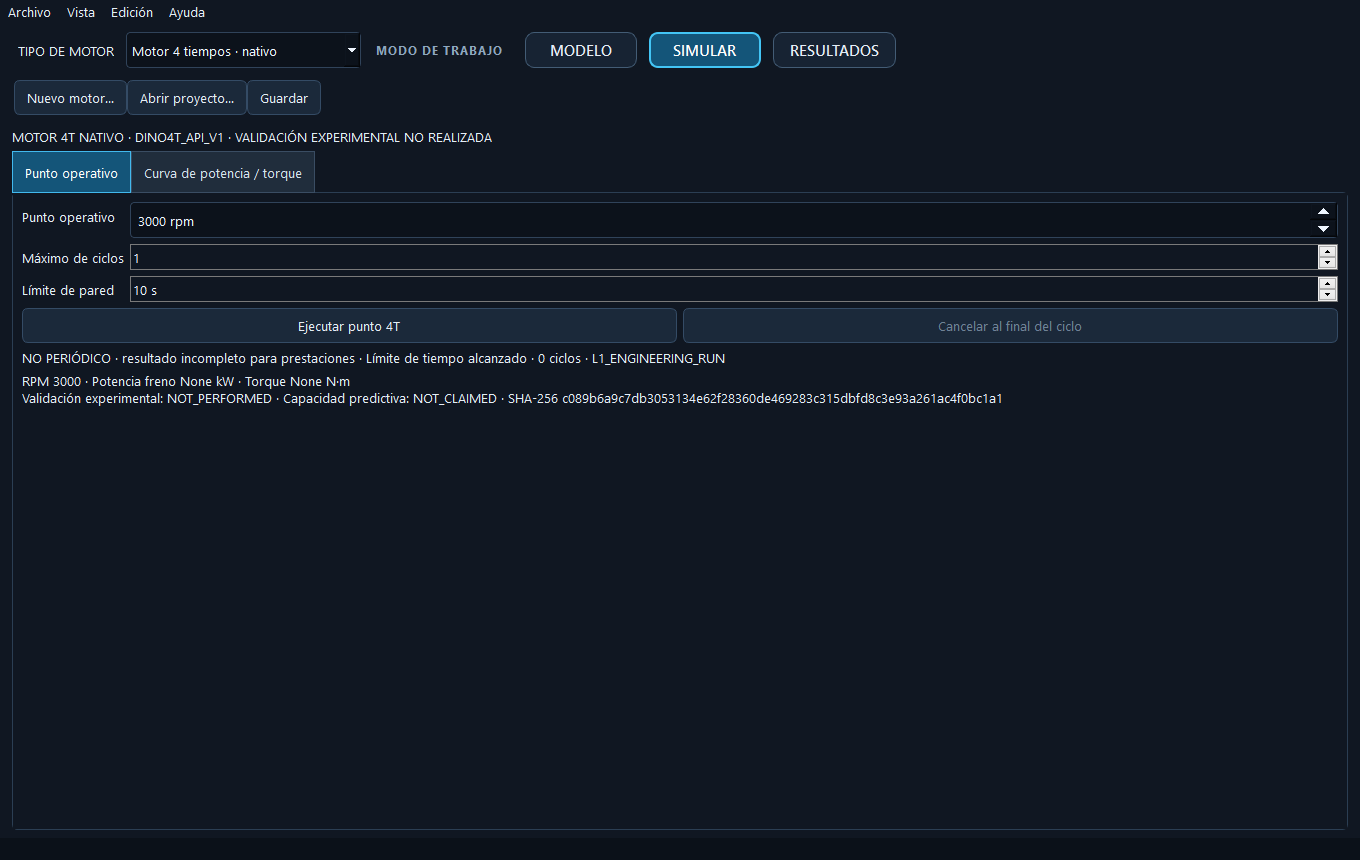 Archivo Vista Edición Ayuda
TIPO DE MOTOR Motor 4 tiempos · nativo MODO DE TRABAJO MODELO SIMULAR RESULTADOS
Nuevo motor... Abrir proyecto... Guardar
MOTOR 4T NATIVO · DINO4T_API_V1 · VALIDACIÓN EXPERIMENTAL NO REALIZADA
Punto operativo Curva de potencia / torque
Punto operativo 3000 rpm
Máximo de ciclos 1
Límite de pared 10 s
Ejecutar punto 4T Cancelar al final del ciclo
NO PERIÓDICO · resultado incompleto para prestaciones · Límite de tiempo alcanzado · 0 ciclos · L1_ENGINEERING_RUN
RPM 3000 · Potencia freno None kW · Torque None N·m
Validación experimental: NOT_PERFORMED · Capacidad predictiva: NOT_CLAIMED · SHA-256 c089b6a9c7db3053134e62f28360de469283c315dbfd8c3e93a261ac4f0bc1a1